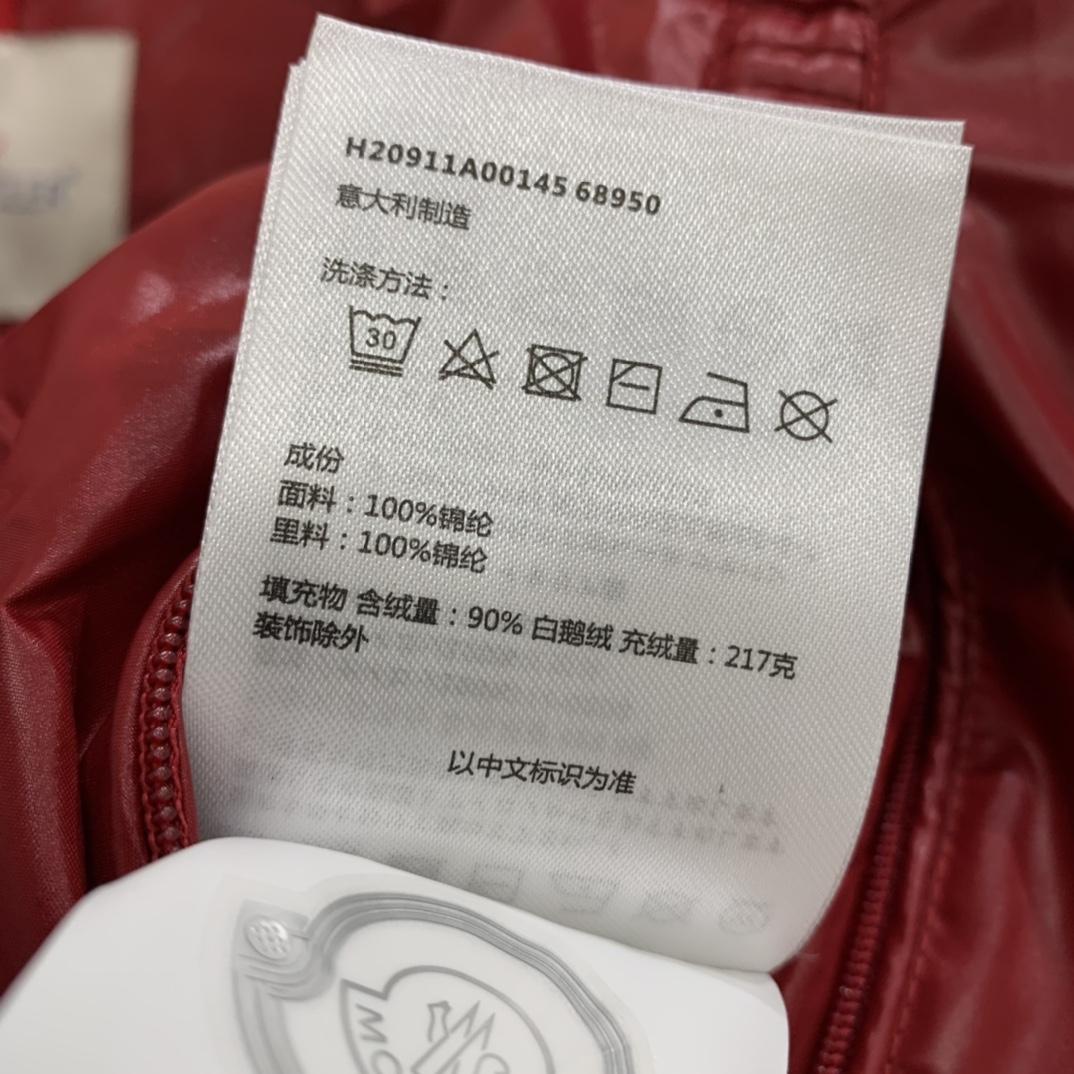 H20911A00145 68950
意大利制造
洗涤方法：
30
成份
面料：100%锦纶
里料：100%锦纶
填充物 含绒量：90% 白鹅绒 充绒量：217克
装饰除外
以中文标识为准